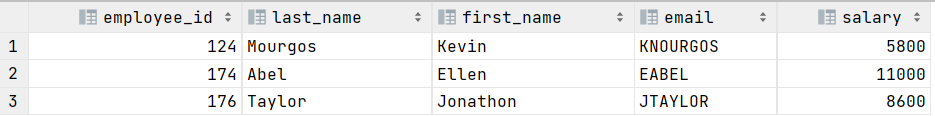 employee_id last_name first_name email salary
1 124 Mourgos Kevin KNOURGOS 5800
2 174 Abel Ellen EABEL 11000
3 176 Taylor Jonathon JTAYLOR 8600